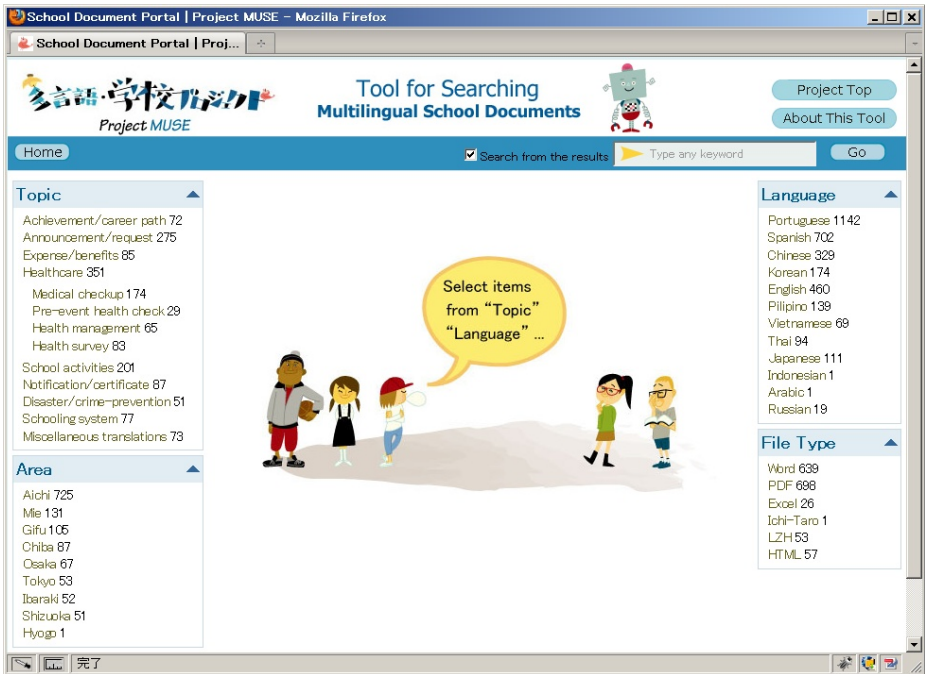 School Document Portal | Project MUSE - Mozilla Firefox
School Document Portal | Proj...
多言語・学校プロジェクト
Project MUSE
Tool for Searching
Multilingual School Documents
Project Top
About This Tool
Home
Search from the results
Type any keyword
Go
Topic
Achievement/career path 72
Announcement/request 275
Expense/benefits 85
Healthcare 351
Medical checkup 174
Pre-event health check 29
Health management 65
Health survey 83
School activities 201
Notification/certificate 87
Disaster/crime-prevention 51
Schooling system 77
Miscellaneous translations 73
Area
Aichi 725
Mie 131
Gifu 105
Chiba 87
Osaka 67
Tokyo 53
Ibaraki 52
Shizuoka 51
Hyogo 1
Select items
from “Topic”
“Language” ...
Language
Portuguese 1142
Spanish 702
Chinese 329
Korean 174
English 460
Pilipino 139
Vietnamese 69
Thai 94
Japanese 111
Indonesian 1
Arabic 1
Russian 19
File Type
Word 639
PDF 698
Excel 26
Ichi-Taro 1
LZH 53
HTML 57
完了